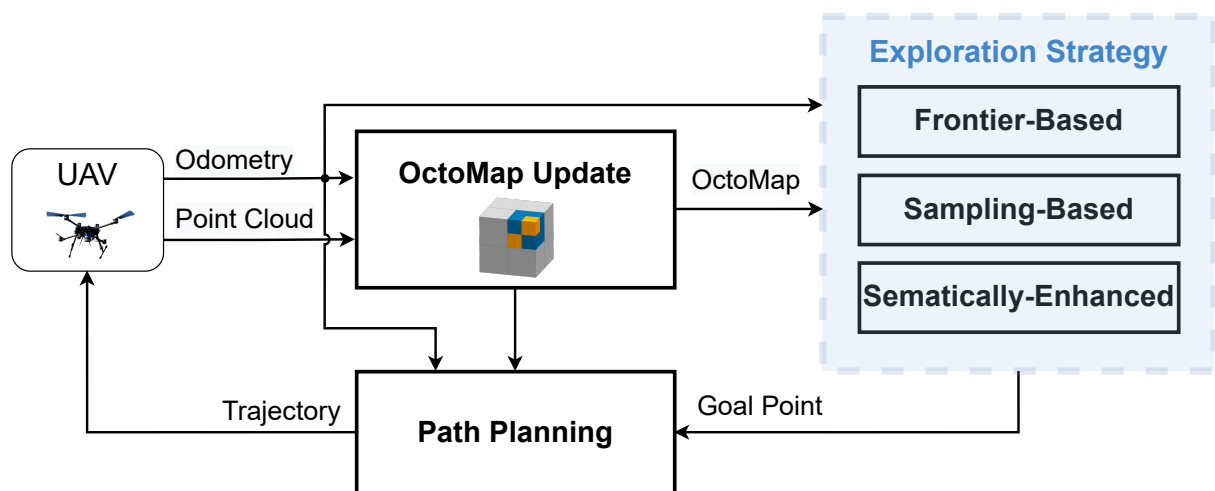 Exploration Strategy
Frontier-Based
UAV
Odometry
Point Cloud
OctoMap Update
OctoMap
Sampling-Based
Sematically-Enhanced
Trajectory
Path Planning
Goal Point